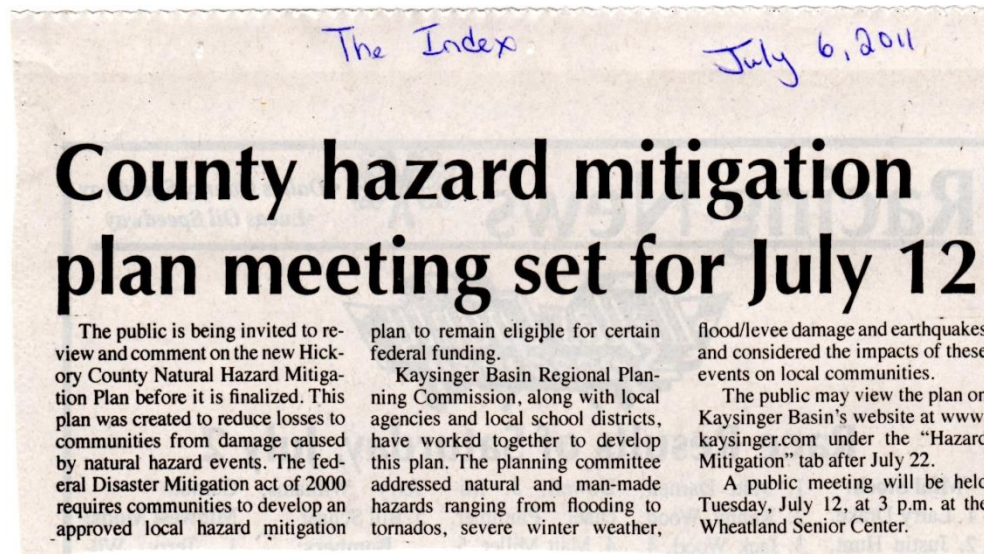 The Index
July 6, 2011
County hazard mitigation
plan meeting set for July 12
The public is being invited to re-
view and comment on the new Hick-
ory County Natural Hazard Mitiga-
tion Plan before it is finalized. This
plan was created to reduce losses to
communities from damage caused
by natural hazard events. The fed-
eral Disaster Mitigation act of 2000
requires communities to develop an
approved local hazard mitigation
plan to remain eligible for certain
federal funding.
Kaysinger Basin Regional Plan-
ning Commission, along with local
agencies and local school districts,
have worked together to develop
this plan. The planning committee
addressed natural and man-made
hazards ranging from flooding to
tornados, severe winter weather,
flood/levee damage and earthquakes
and considered the impacts of these
events on local communities.
The public may view the plan on
Kaysinger Basin's website at www.
kaysinger.com under the "Hazard
Mitigation" tab after July 22.
A public meeting will be held
Tuesday, July 12, at 5 p.m. at the
Wheatland Senior Center.